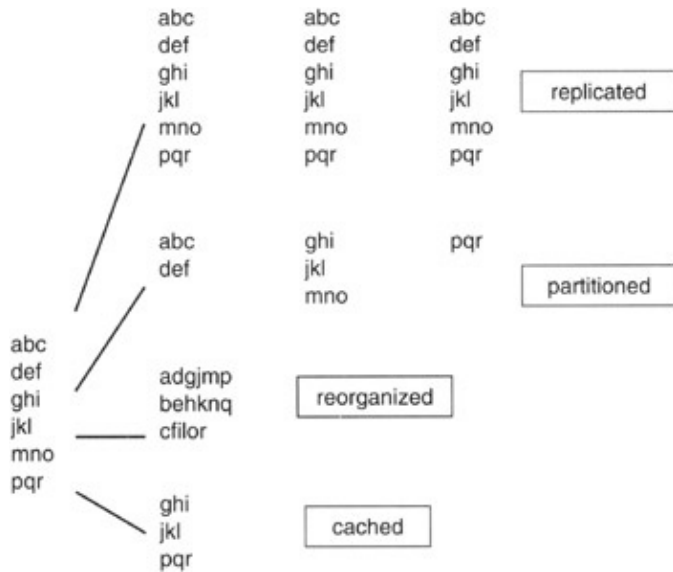 abc abc abc
def def def
ghi ghi ghi
jkl jkl jkl
replicated
mno mno mno
pqr pqr pqr
abc ghi pqr
def jkl
mno
partitioned
abc
def
ghi
jkl
mno
pqr
adgjmp
behknq
cfilor
reorganized
ghi
jkl
pqr
cached